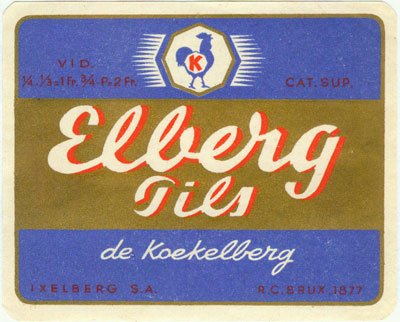 K
VID.
¼.⅓=1 Fr. ¾ P.=2 Fr.
CAT. SUP.
Elberg
Pils
de Koekelberg
IXELBERG S.A.
R.C. BRUX. 1877